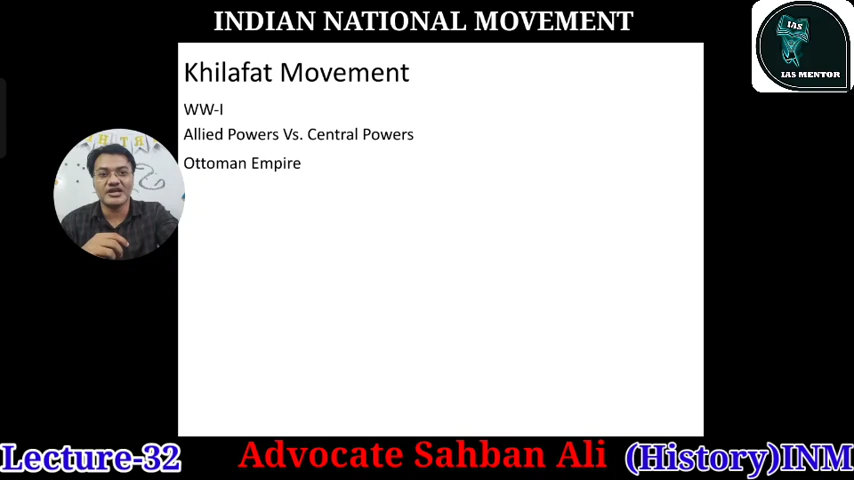 INDIAN NATIONAL MOVEMENT
IAS
IAS MENTOR
Khilafat Movement
WW-I
Allied Powers Vs. Central Powers
Ottoman Empire
Lecture-32
Advocate Sahban Ali
(History)INM